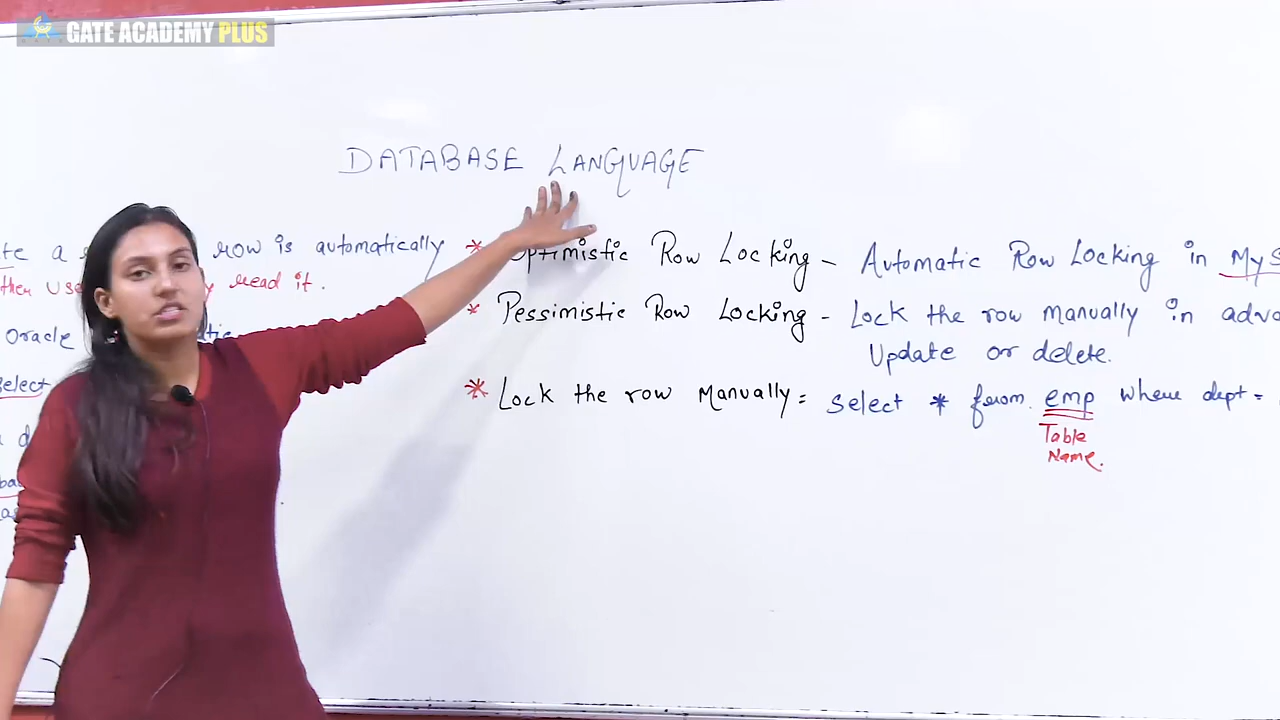 GATE ACADEMY PLUS
DATABASE LANGUAGE
a row is automatically
read it.
oracle
select
* Optimistic Row Locking - Automatic Row Locking in MyS
* Pessimistic Row Locking - Lock the row manually in adva
Update or delete.
* Lock the row Manually = select * from emp where dept =
Table
Name.